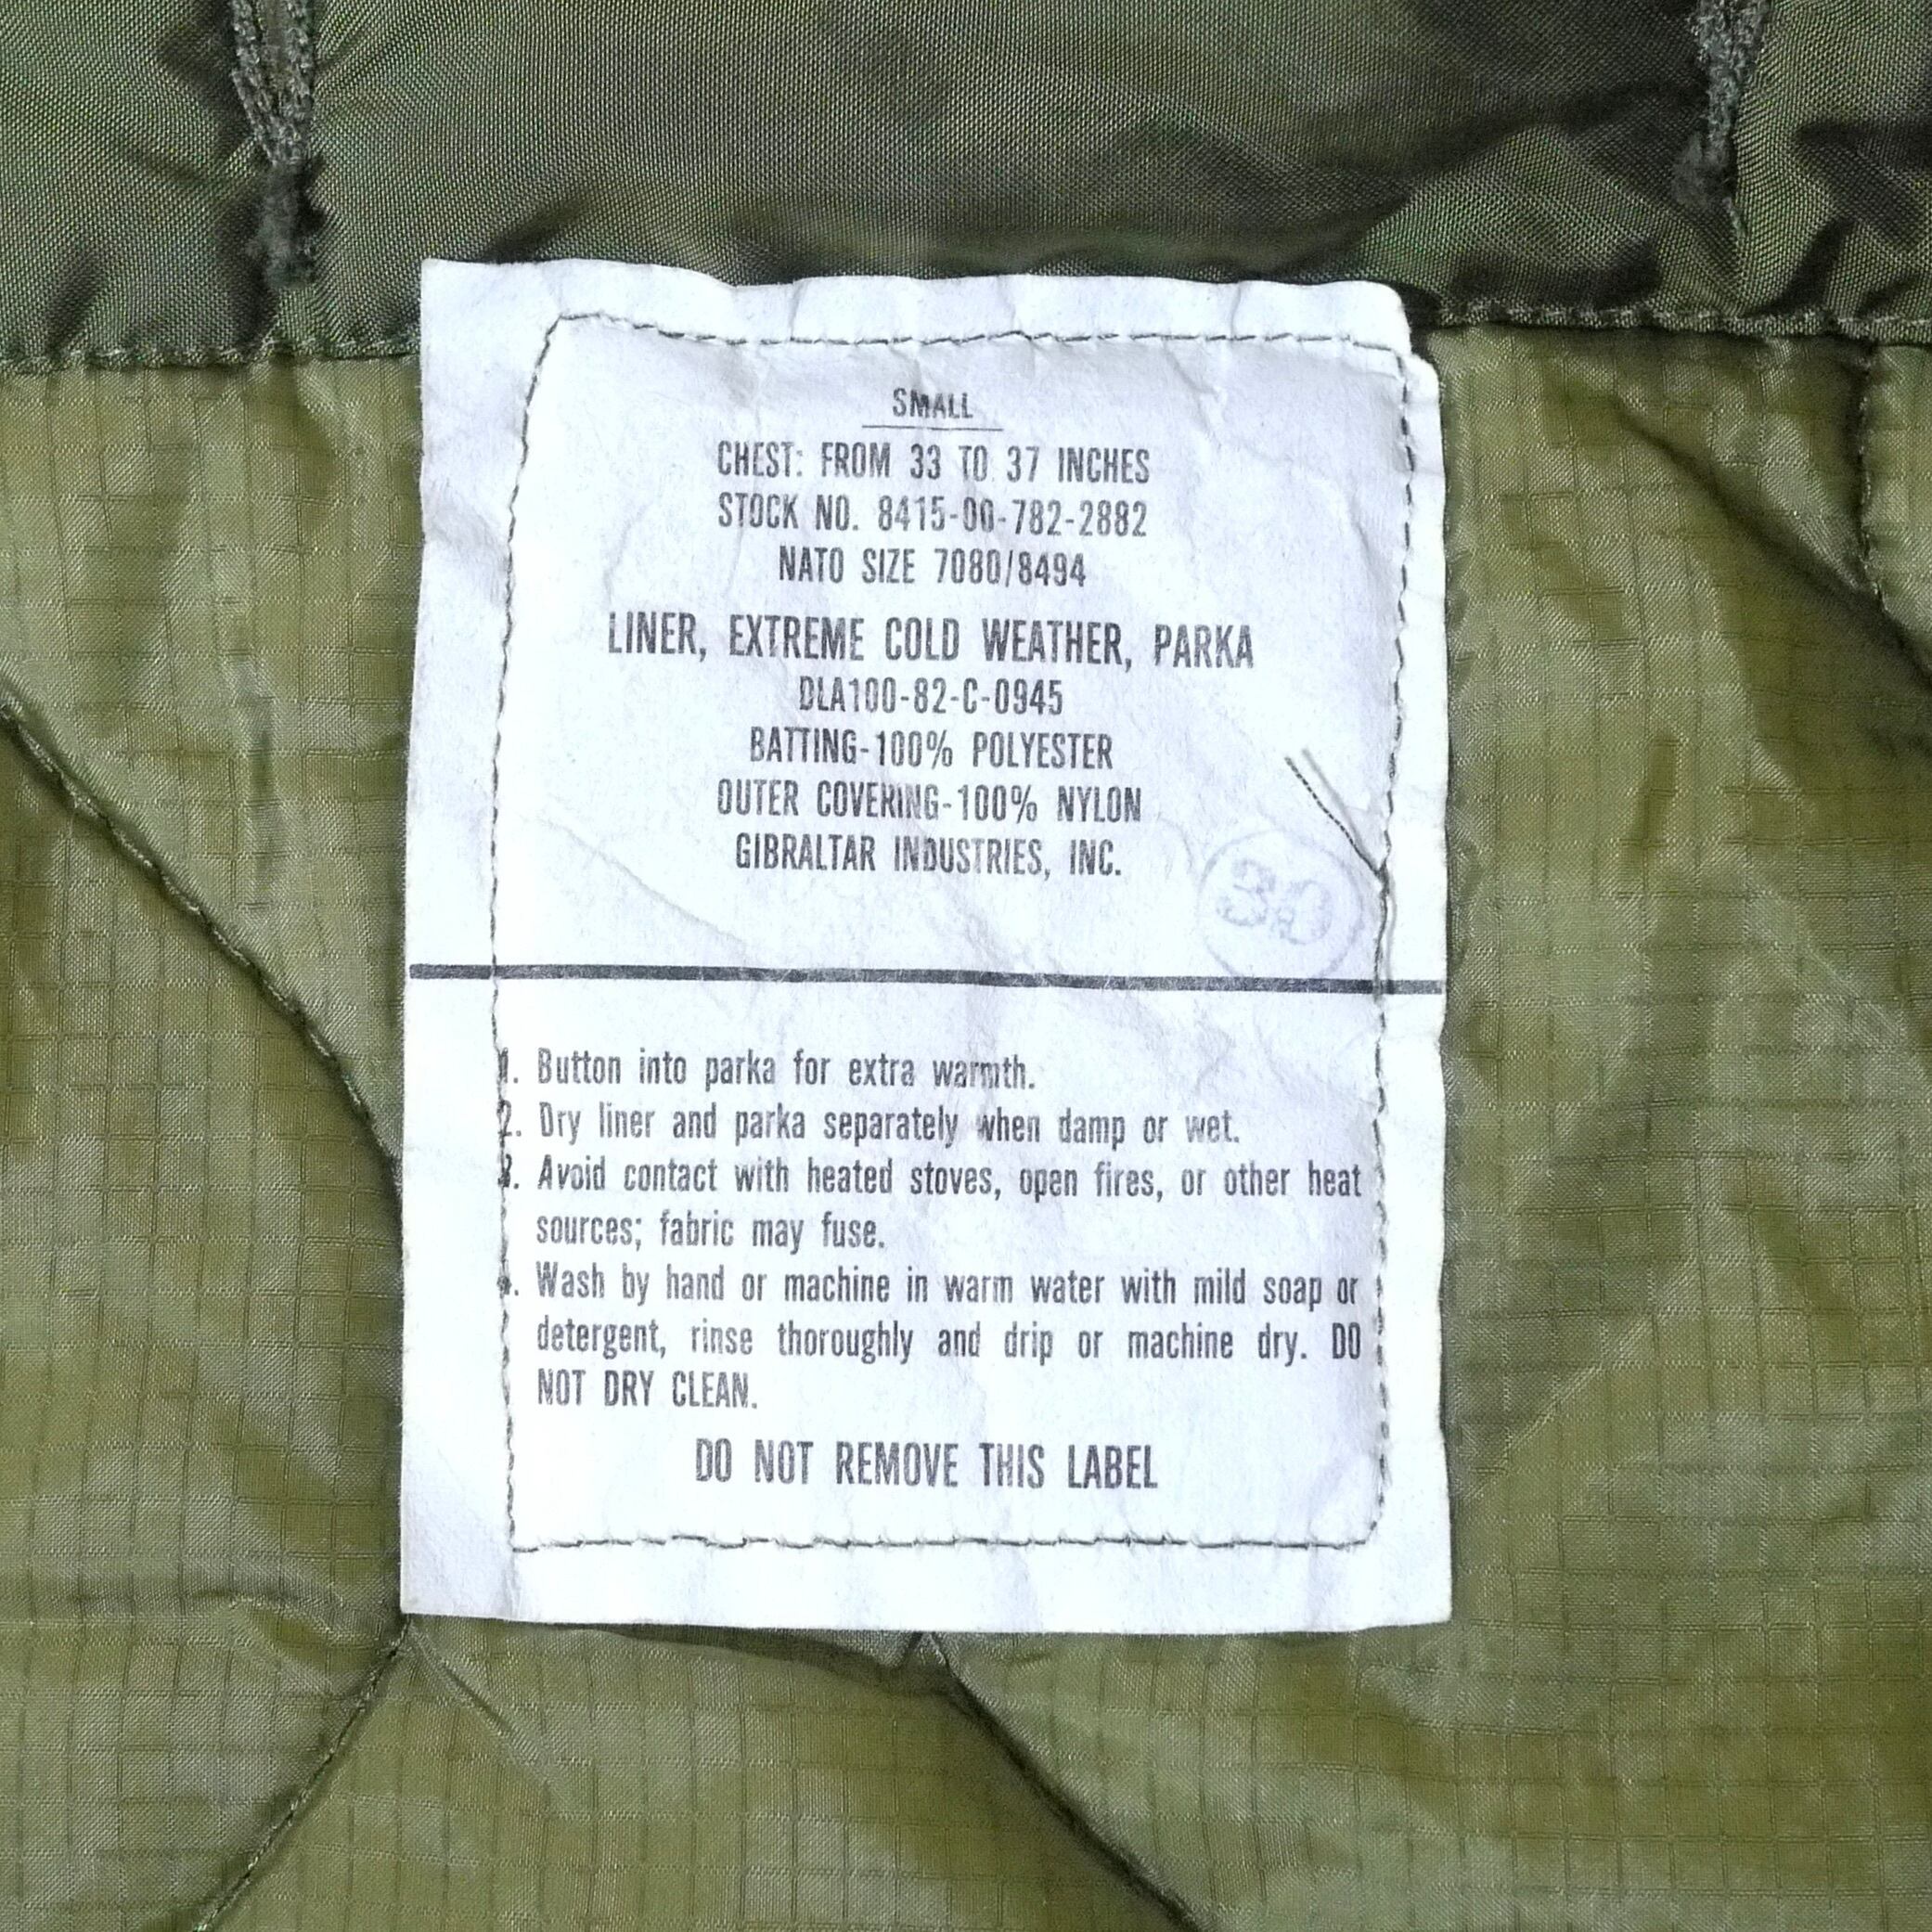 SMALL
CHEST: FROM 33 TO 37 INCHES
STOCK NO. 8415-00-782-2882
NATO SIZE 7080/8494
LINER, EXTREME COLD WEATHER, PARKA
DLA100-82-C-0945
BATTING-100% POLYESTER
OUTER COVERING-100% NYLON
GIBRALTAR INDUSTRIES, INC.
1. Button into parka for extra warmth.
2. Dry liner and parka separately when damp or wet.
3. Avoid contact with heated stoves, open fires, or other heat
sources; fabric may fuse.
4. Wash by hand or machine in warm water with mild soap or
detergent, rinse thoroughly and drip or machine dry. DO
NOT DRY CLEAN.
DO NOT REMOVE THIS LABEL